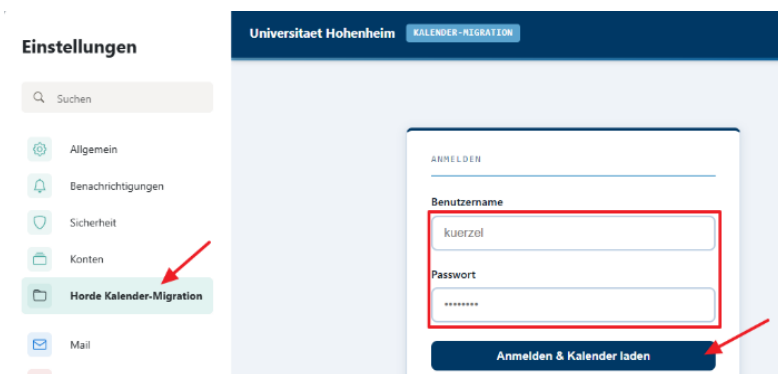 Einstellungen
Suchen
Allgemein
Benachrichtigungen
Sicherheit
Konten
Horde Kalender-Migration
Mail
Universitaet Hohenheim KALENDER-MIGRATION
ANMELDEN
Benutzername
kuerzel
Passwort
********
Anmelden & Kalender laden